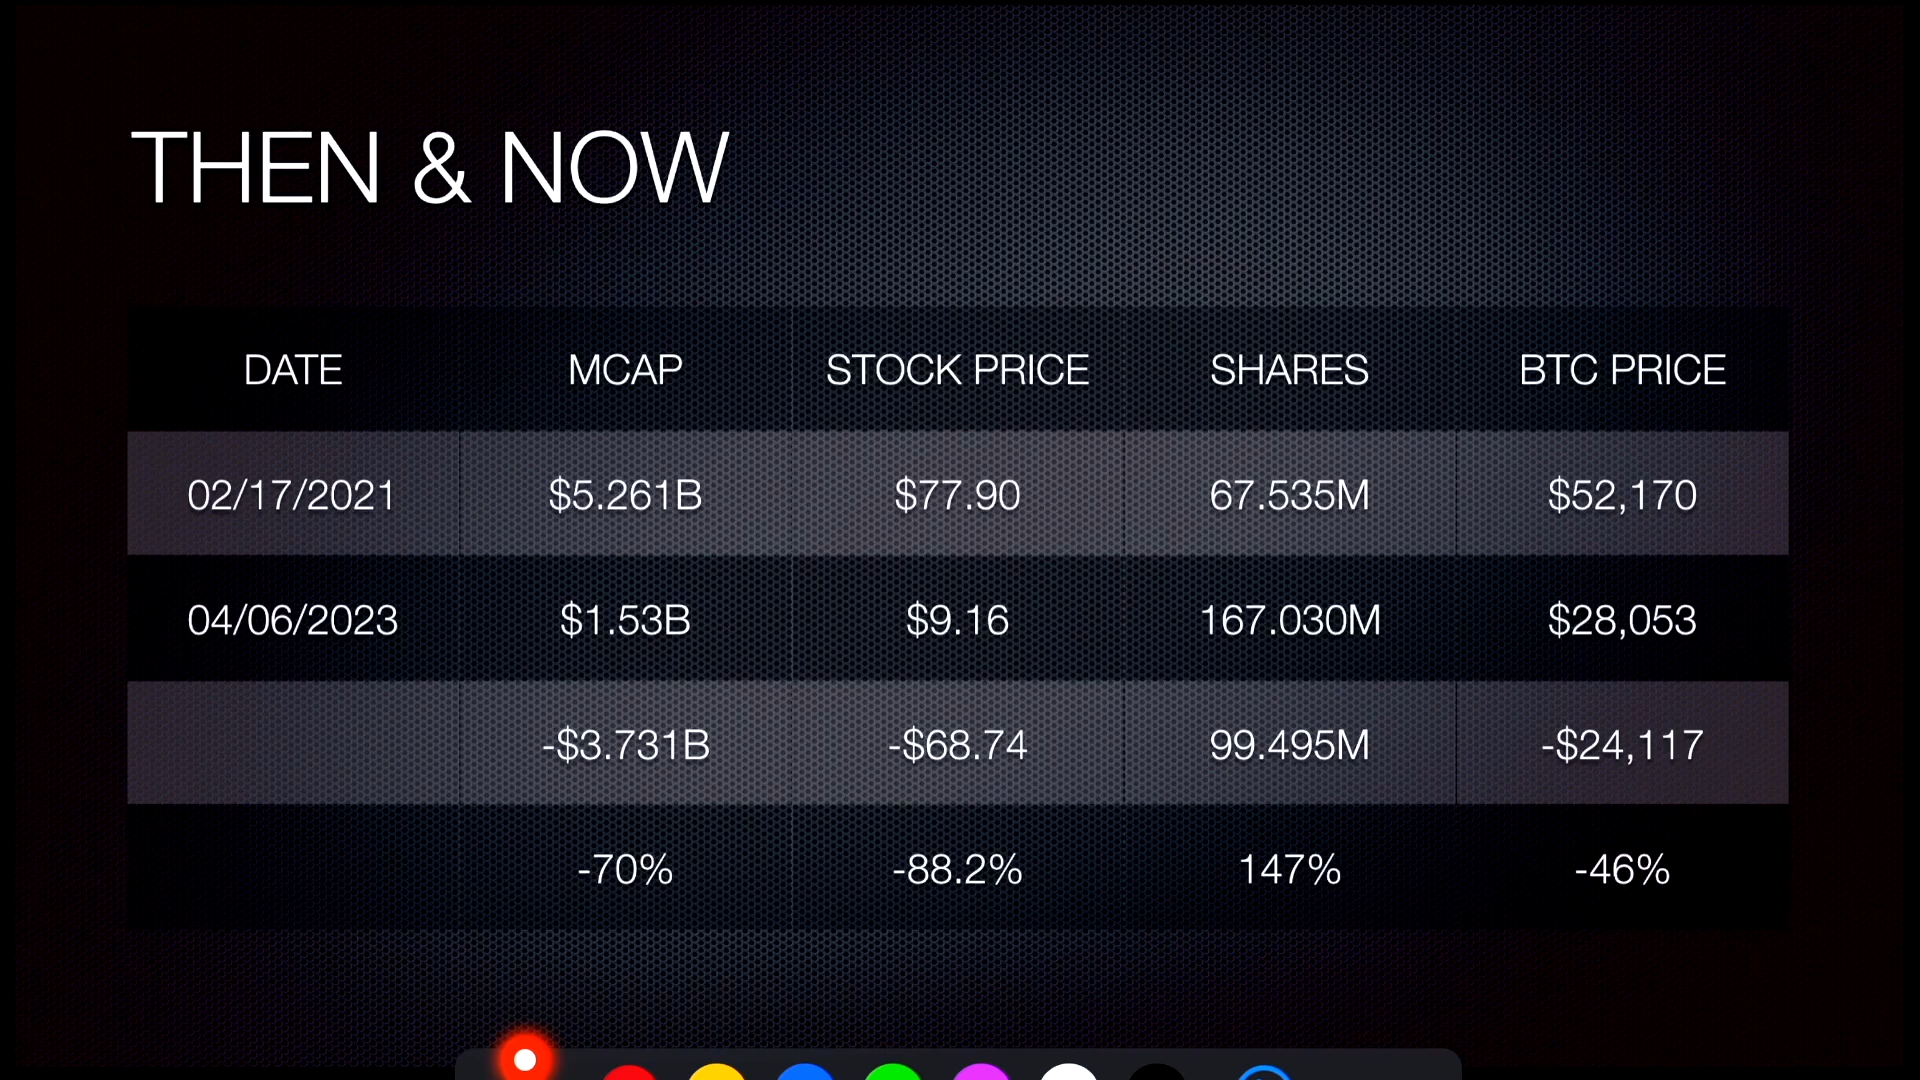 THEN & NOW
DATE MCAP STOCK PRICE SHARES BTC PRICE
02/17/2021 $5.261B $77.90 67.535M $52,170
04/06/2023 $1.53B $9.16 167.030M $28,053
-$3.731B -$68.74 99.495M -$24,117
-70% -88.2% 147% -46%